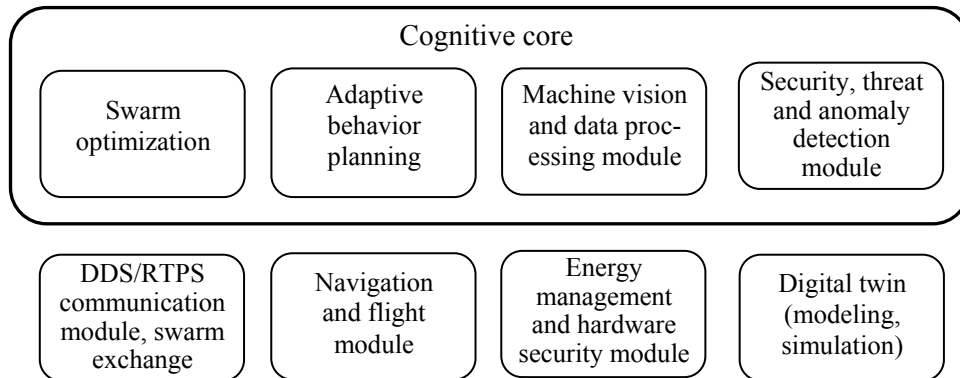 Cognitive core
Swarm
optimization
Adaptive
behavior
planning
Machine vision
and data proc-
essing module
Security, threat
and anomaly
detection
module
DDS/RTPS
communication
module, swarm
exchange
Navigation
and flight
module
Energy
management
and hardware
security module
Digital twin
(modeling,
simulation)